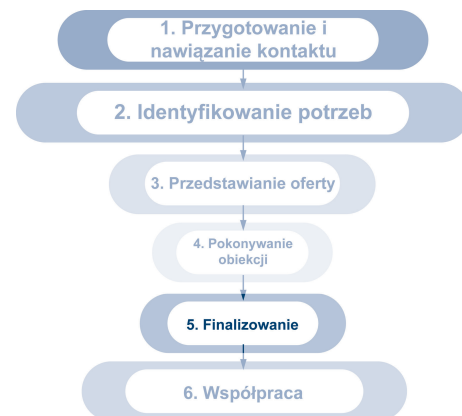 1. Przygotowanie i
nawiązanie kontaktu
2. Identyfikowanie potrzeb
3. Przedstawianie oferty
4. Pokonywanie
obiekcji
5. Finalizowanie
6. Współpraca